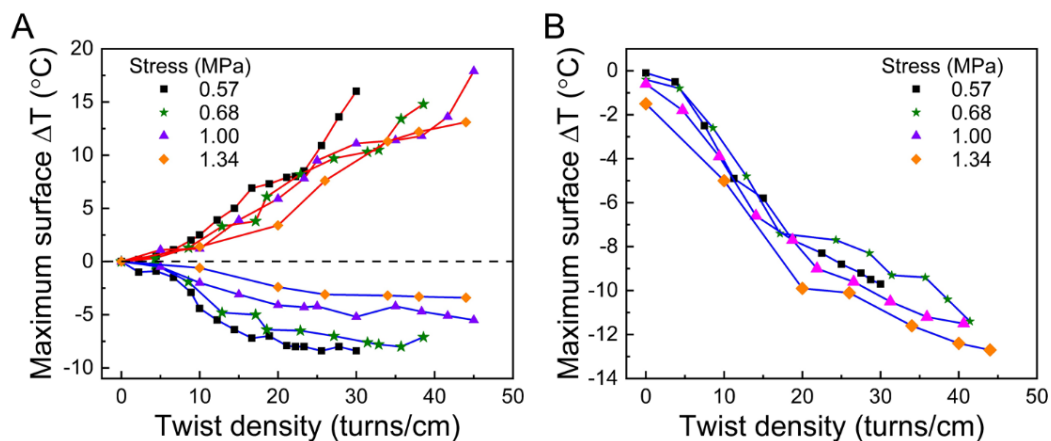 A
Maximum surface ΔT (°C)
20
15
10
5
0
-5
-10
Stress (MPa)
0.57
0.68
1.00
1.34
0 10 20 30 40 50
Twist density (turns/cm)
B
Maximum surface ΔT (°C)
0
-2
-4
-6
-8
-10
-12
-14
Stress (MPa)
0.57
0.68
1.00
1.34
0 10 20 30 40 50
Twist density (turns/cm)